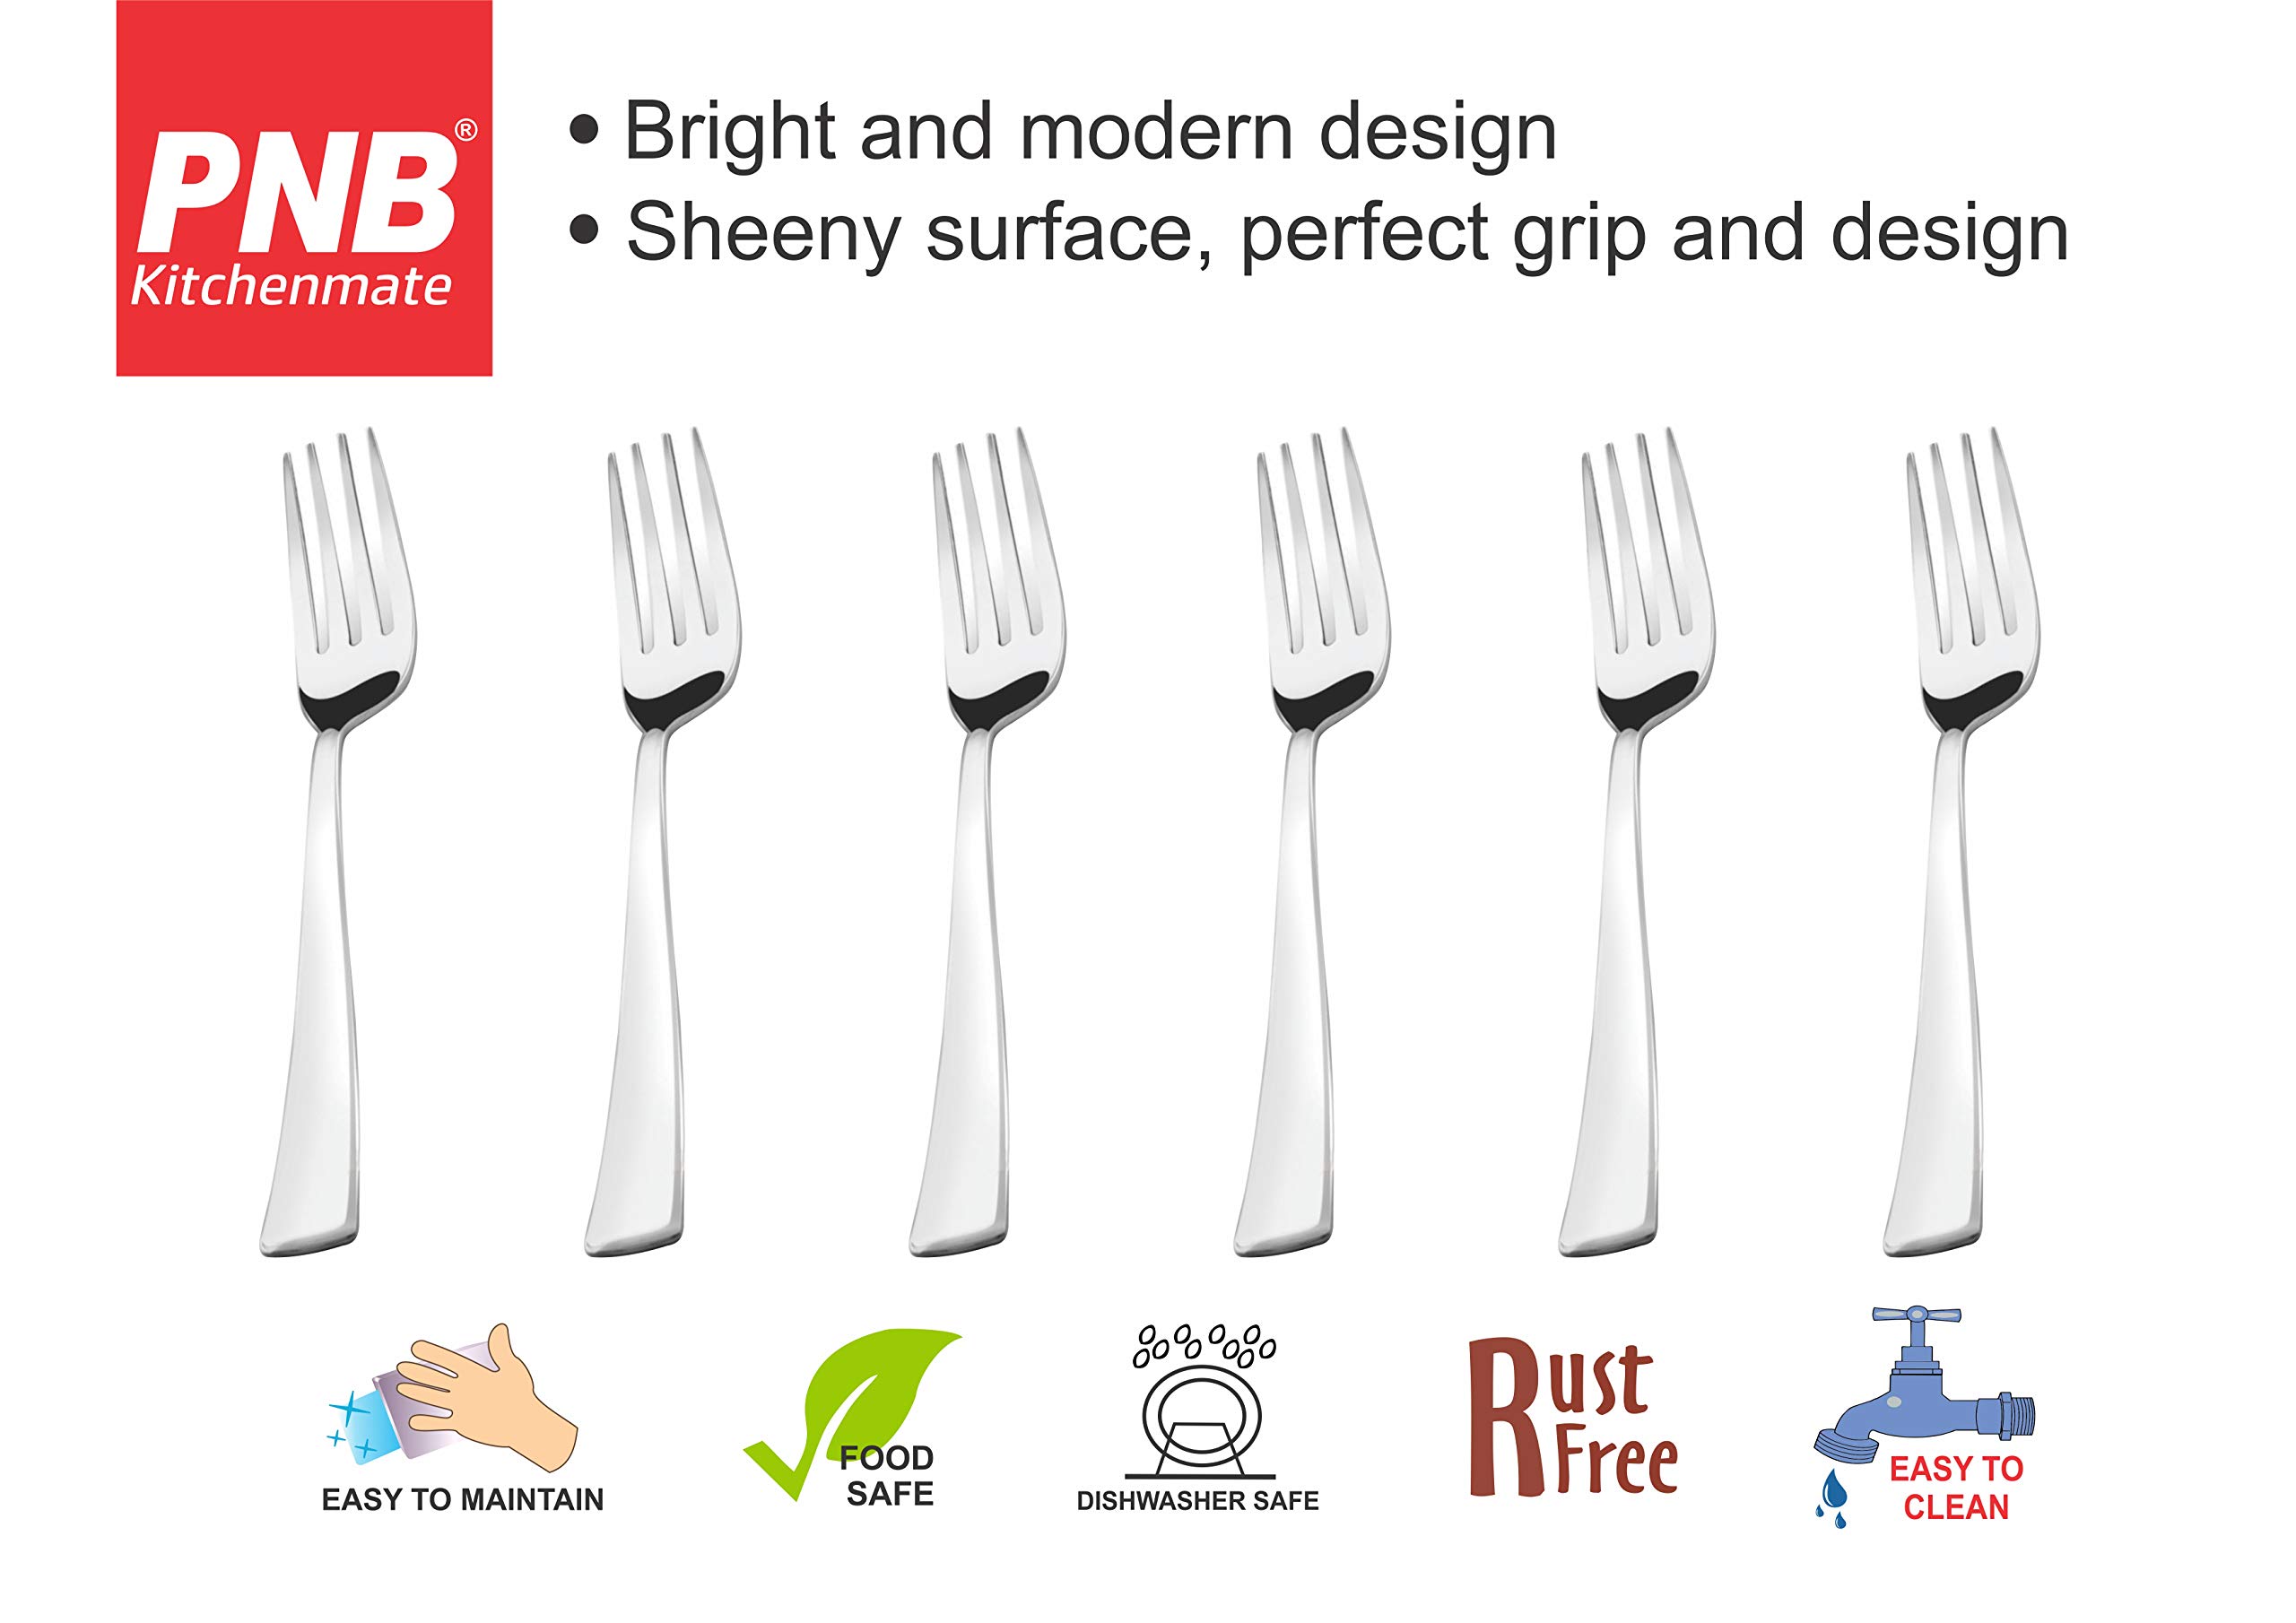 PNB®
Kitchenmate
• Bright and modern design
• Sheeny surface, perfect grip and design
EASY TO MAINTAIN
FOOD
SAFE
DISHWASHER SAFE
Rust
Free
EASY TO
CLEAN